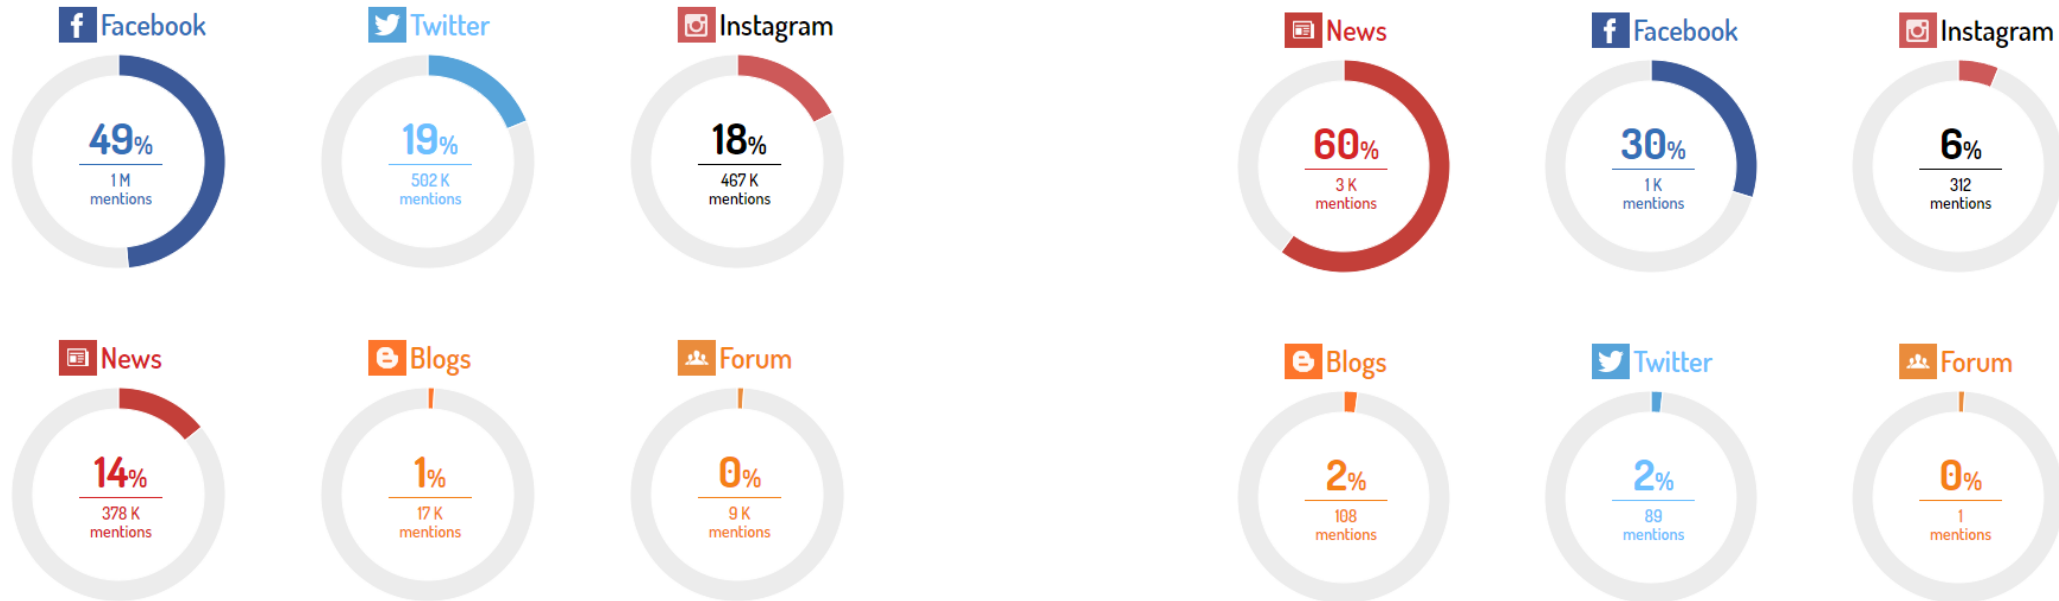 Facebook
49%
1 M
mentions
Twitter
19%
502 K
mentions
Instagram
18%
467 K
mentions
News
14%
378 K
mentions
Blogs
1%
17 K
mentions
Forum
0%
9 K
mentions
News
60%
3 K
mentions
Facebook
30%
1 K
mentions
Instagram
6%
312
mentions
Blogs
2%
108
mentions
Twitter
2%
89
mentions
Forum
0%
1
mentions